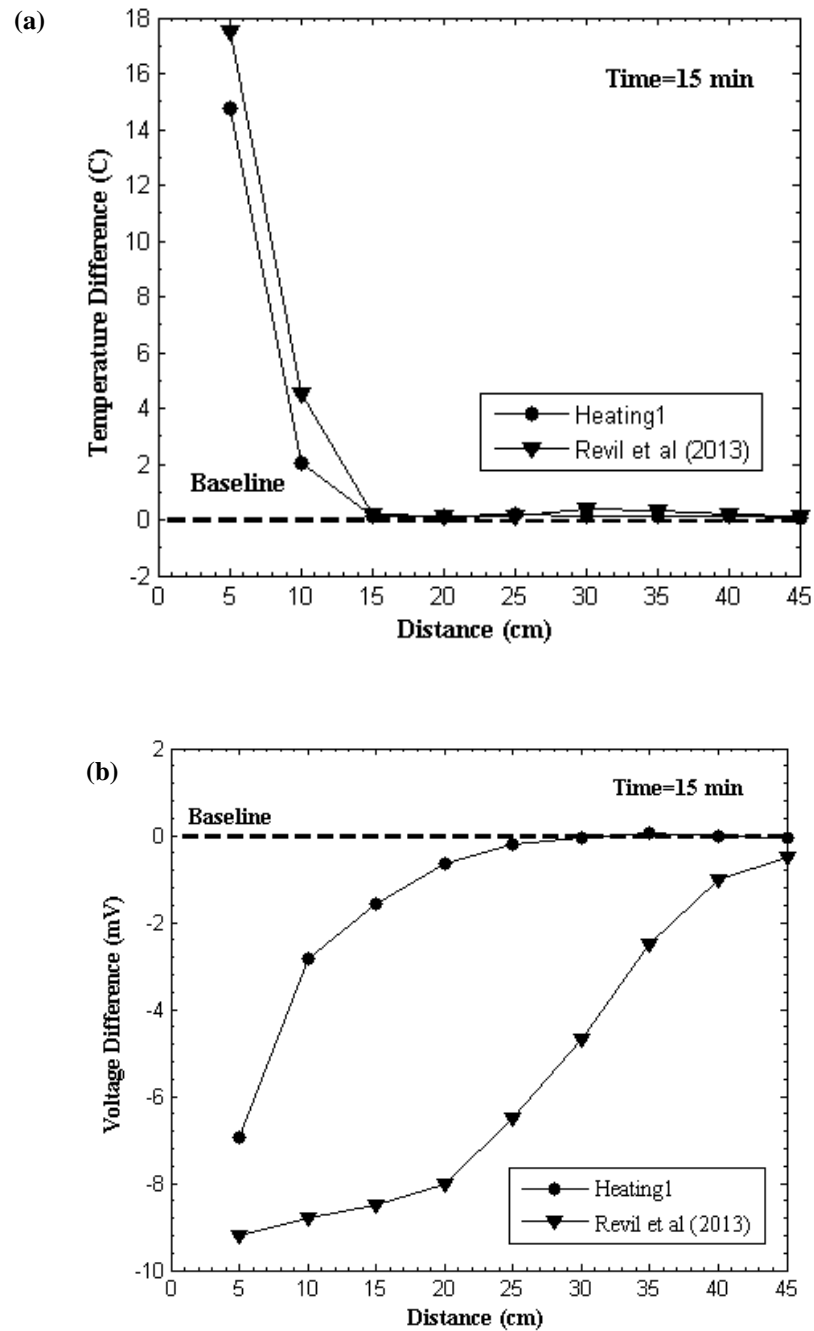 (a)
18
16
14
12
10
8
6
4
2
0
-2
Temperature Difference (C)
Time=15 min
Heating1
Revil et al (2013)
Baseline
0 5 10 15 20 25 30 35 40 45
Distance (cm)
(b)
2
0
-2
-4
-6
-8
-10
Voltage Difference (mV)
Time=15 min
Baseline
Heating1
Revil et al (2013)
0 5 10 15 20 25 30 35 40 45
Distance (cm)